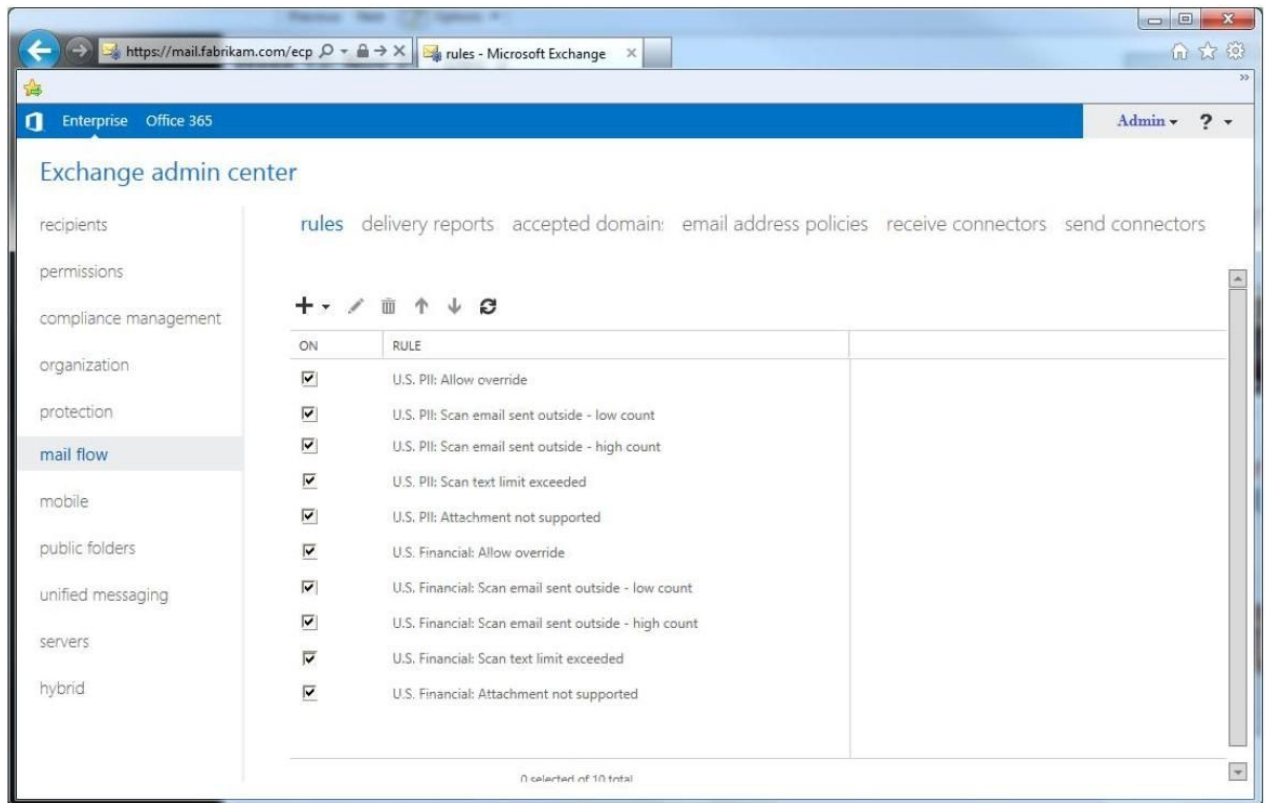 https://mail.fabrikam.com/ecp
rules - Microsoft Exchange
Enterprise Office 365
Admin ?
Exchange admin center
recipients
permissions
compliance management
organization
protection
mail flow
mobile
public folders
unified messaging
servers
hybrid
rules delivery reports accepted domain: email address policies receive connectors send connectors
ON RULE
U.S. PII: Allow override
U.S. PII: Scan email sent outside - low count
U.S. PII: Scan email sent outside - high count
U.S. PII: Scan text limit exceeded
U.S. PII: Attachment not supported
U.S. Financial: Allow override
U.S. Financial: Scan email sent outside - low count
U.S. Financial: Scan email sent outside - high count
U.S. Financial: Scan text limit exceeded
U.S. Financial: Attachment not supported
0 selected of 10 total